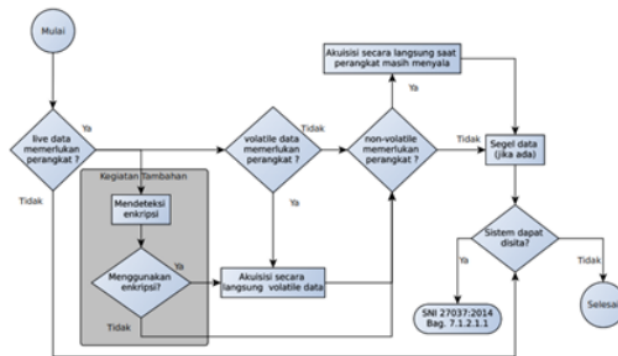 Mulai
Akuisisi secara langsung saat
perangkat masih menyala
Ya
live data
memerlukan
perangkat ?
Ya
volatile data
memerlukan
perangkat ?
Tidak
non-volatile
memerlukan
perangkat ?
Tidak
Segel data
(jika ada)
Tidak
Kegiatan Tambahan
Mendeteksi
enkripsi
Ya
Menggunakan
enkripsi?
Ya
Akuisisi secara
langsung volatile data
Tidak
Sistem dapat
disita?
Ya
Tidak
SNI 27037:2014
Bag. 7.1.2.1.1
Selesai